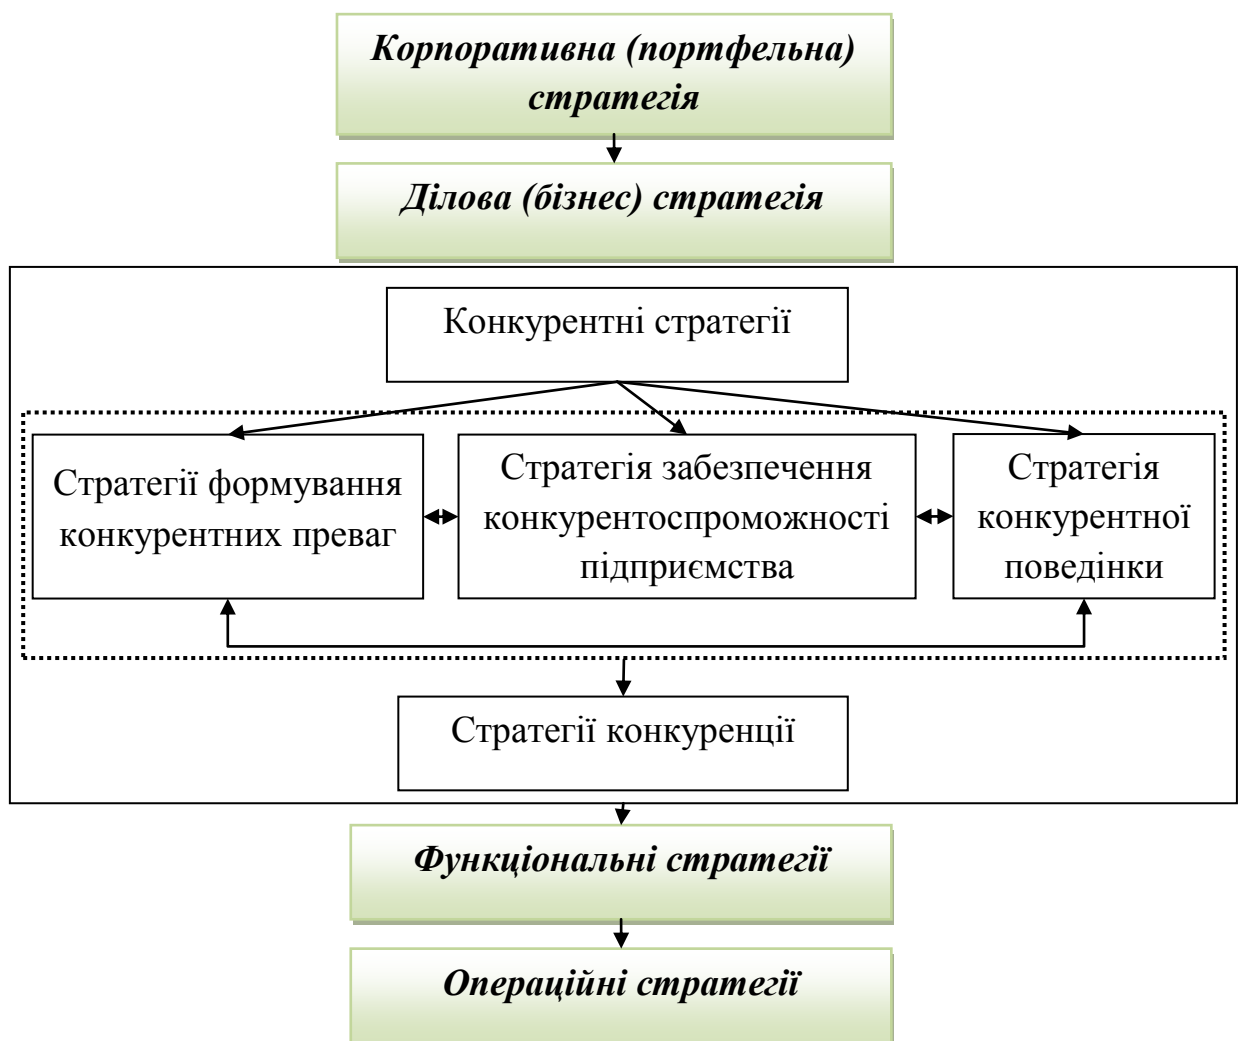 Корпоративна (портфельна)
стратегія
Ділова (бізнес) стратегія
Конкурентні стратегії
Стратегії формування
конкурентних преваг
Стратегія забезпечення
конкурентоспроможності
підприємства
Стратегія
конкурентної
поведінки
Стратегії конкуренції
Функціональні стратегії
Операційні стратегії